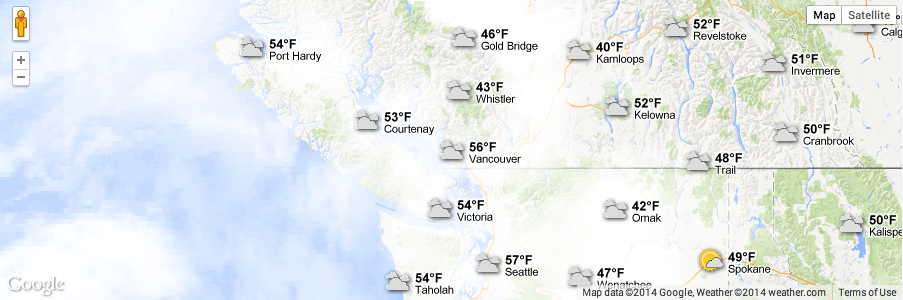 Map Satellite
52°F
Revelstoke
46°F
Gold Bridge
54°F
Port Hardy
40°F
Kamloops
51°F
Invermere
43°F
Whistler
52°F
Kelowna
53°F
Courtenay
50°F
Cranbrook
56°F
Vancouver
48°F
Trail
54°F
Victoria
42°F
Omak
50°F
Kalispe
57°F
Seattle
49°F
Spokane
54°F
Taholah
47°F
Wenatchee
Google
Map data ©2014 Google, Weather ©2014 weather.com Terms of Use